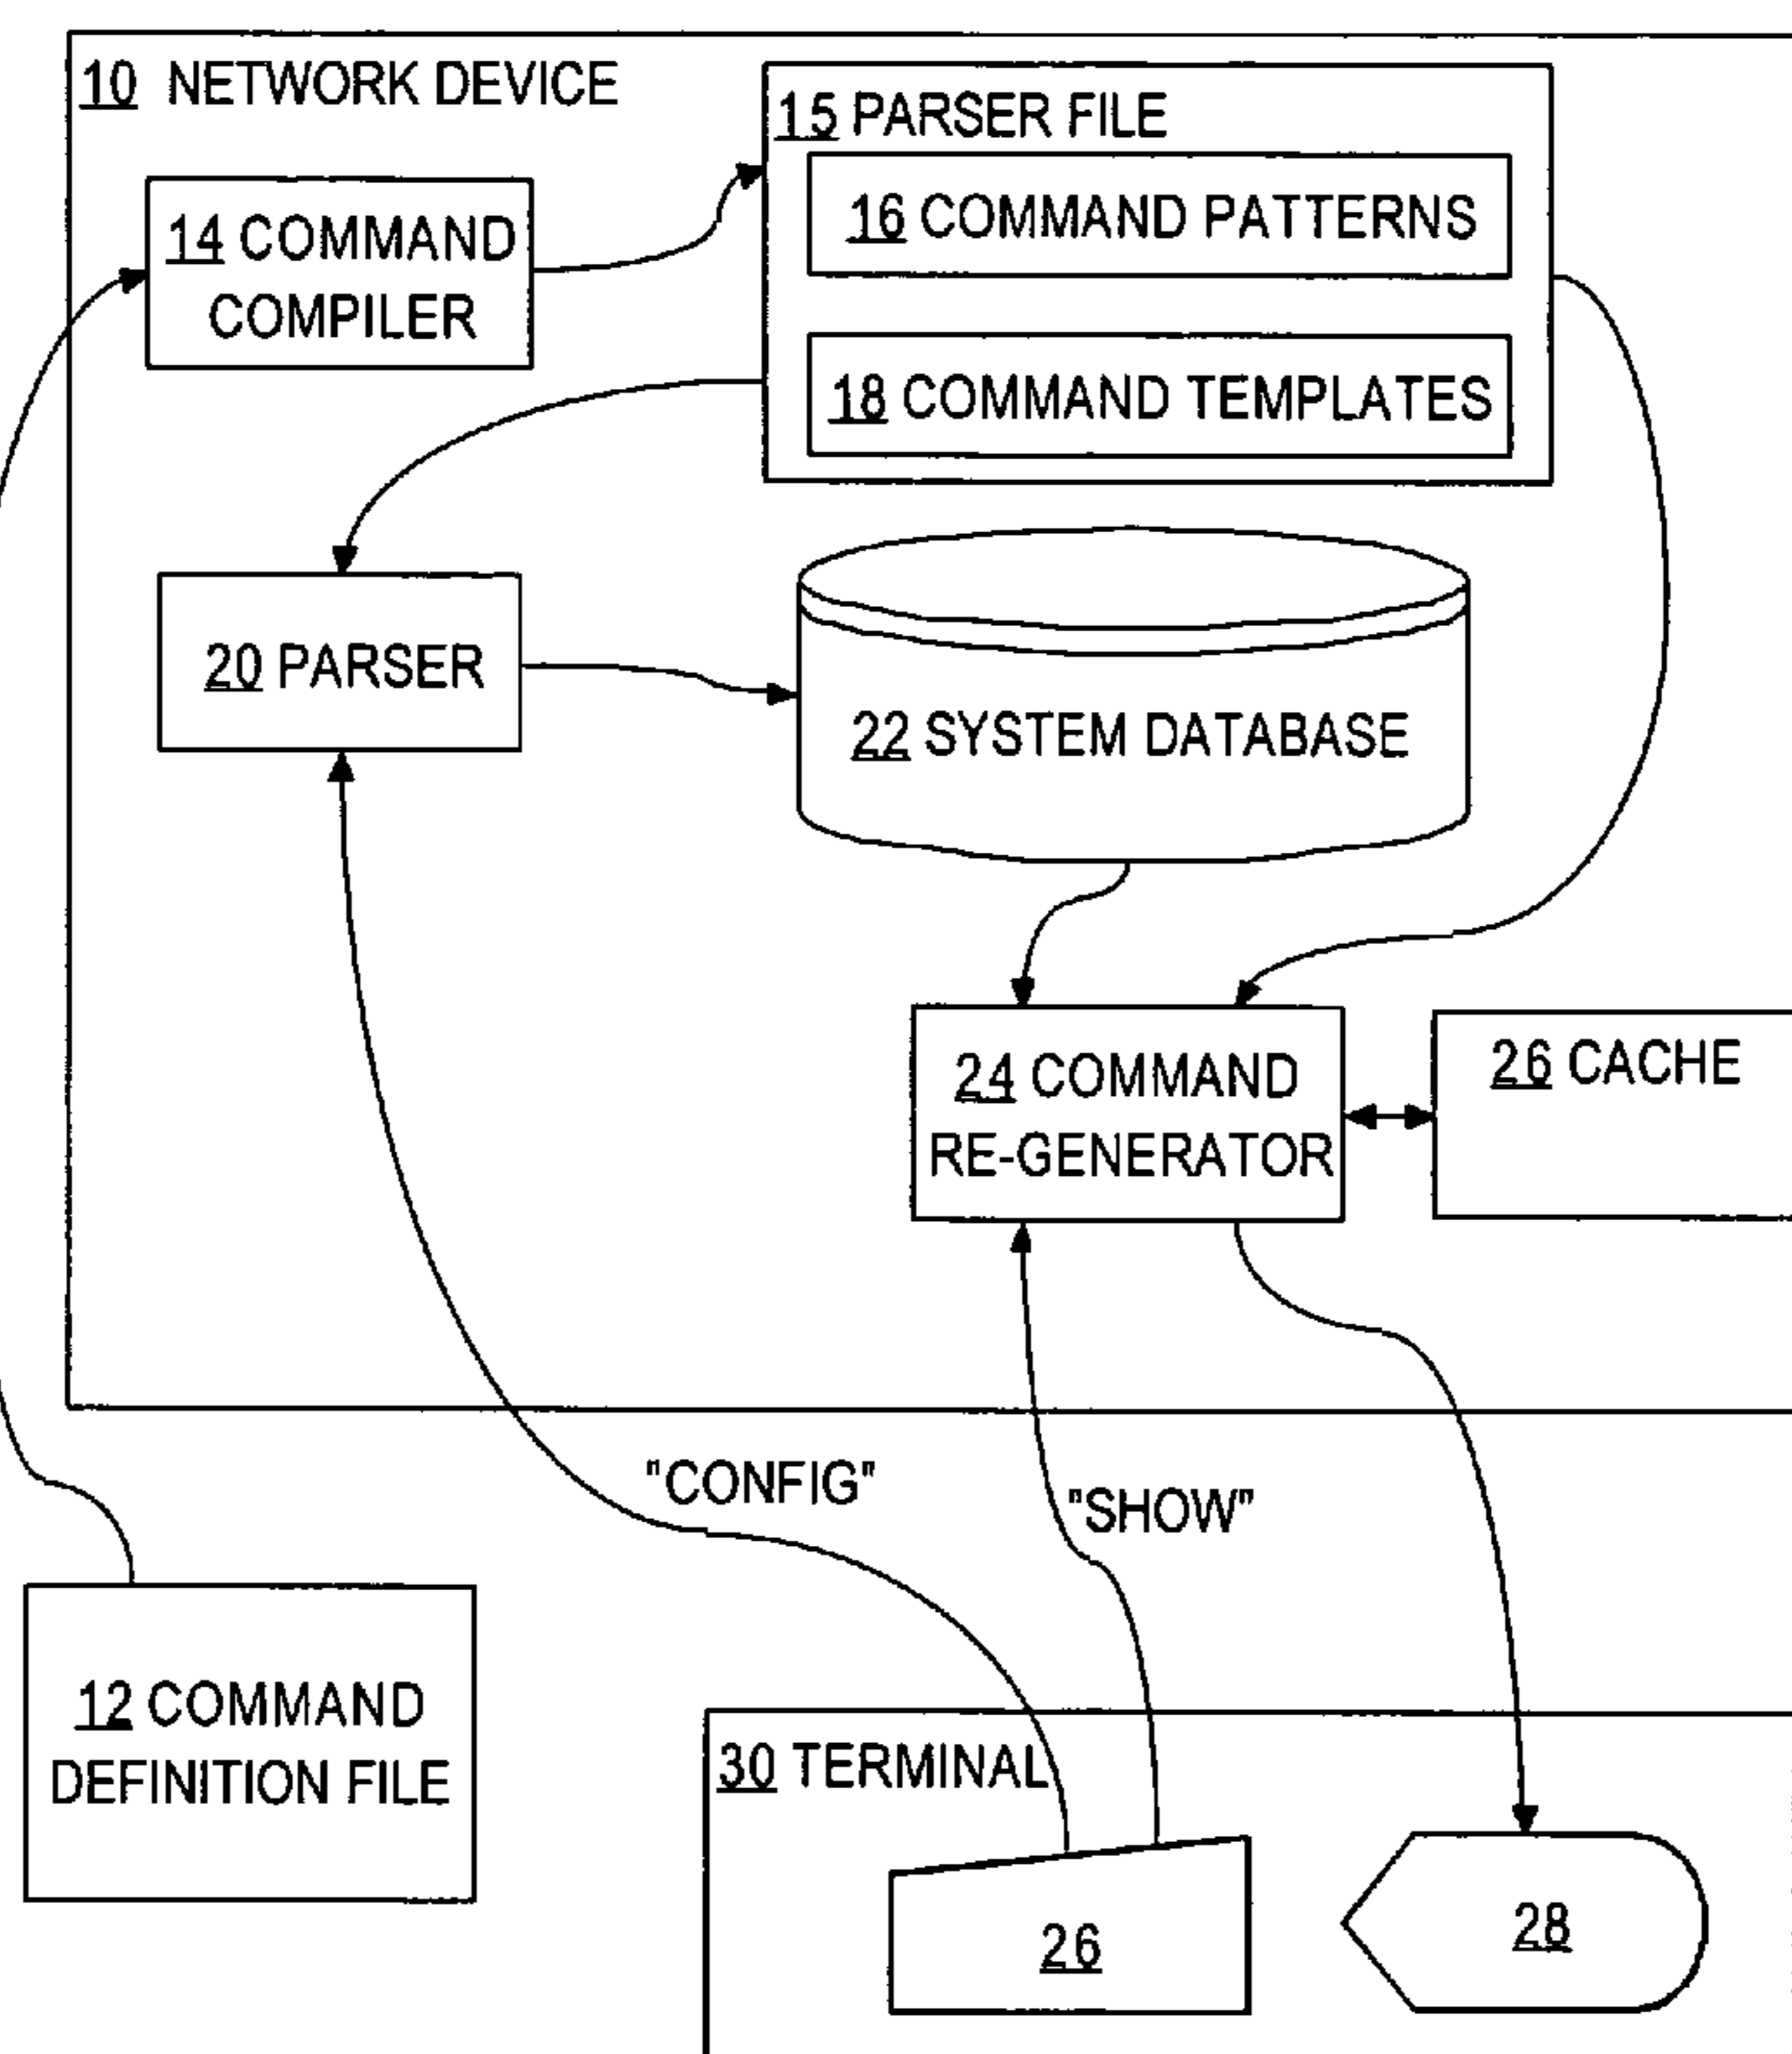 10 NETWORK DEVICE
15 PARSER FILE
16 COMMAND PATTERNS
14 COMMAND
COMPILER
18 COMMAND TEMPLATES
20 PARSER
22 SYSTEM DATABASE
24 COMMAND
RE-GENERATOR
26 CACHE
"CONFIG"
"SHOW"
12 COMMAND
DEFINITION FILE
30 TERMINAL
26
28